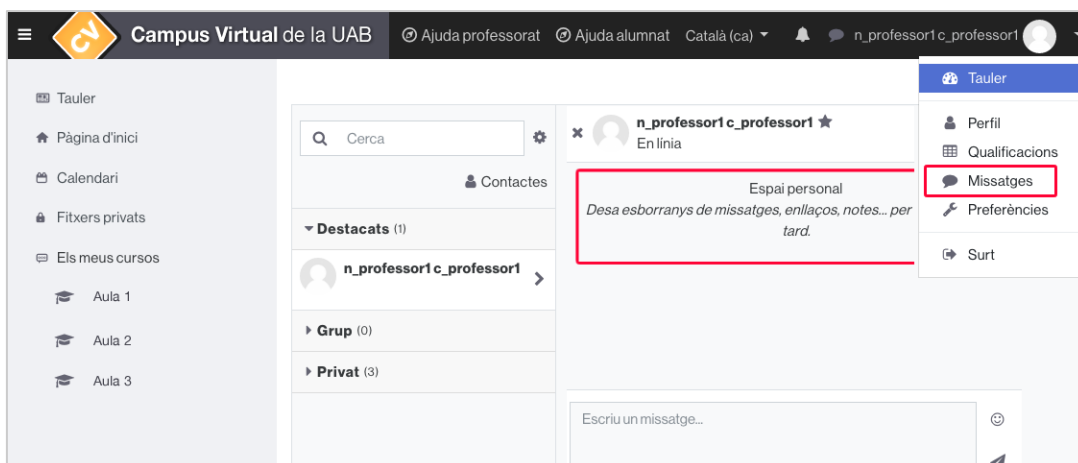 CV
Campus Virtual de la UAB
Ajuda professorat
Ajuda alumnat
Català (ca)
n_professor1 c_professor1
Tauler
Pàgina d'inici
Calendari
Fitxers privats
Els meus cursos
Aula 1
Aula 2
Aula 3
Cerca
Contactes
Destacats (1)
n_professor1 c_professor1
Grup (0)
Privat (3)
n_professor1 c_professor1
En línia
Espai personal
Desa esborranys de missatges, enllaços, notes... per
tard.
Escriu un missatge...
Tauler
Perfil
Qualificacions
Missatges
Preferències
Surt